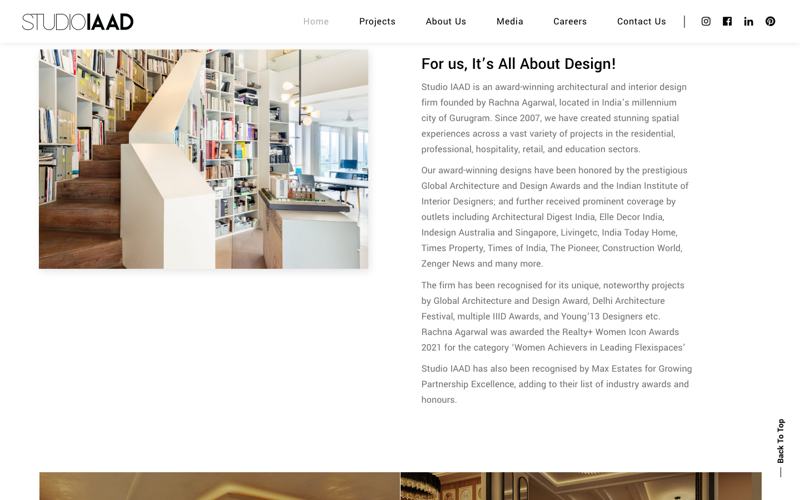 STUDIOIAAD
Home Projects About Us Media Careers Contact Us
For us, It’s All About Design!
Studio IAAD is an award-winning architectural and interior design
firm founded by Rachna Agarwal, located in India’s millennium
city of Gurugram. Since 2007, we have created stunning spatial
experiences across a vast variety of projects in the residential,
professional, hospitality, retail, and education sectors.
Our award-winning designs have been honored by the prestigious
Global Architecture and Design Awards and the Indian Institute of
Interior Designers; and further received prominent coverage by
outlets including Architectural Digest India, Elle Decor India,
Indesign Australia and Singapore, Livingetc, India Today Home,
Times Property, Times of India, The Pioneer, Construction World,
Zenger News and many more.
The firm has been recognised for its unique, noteworthy projects
by Global Architecture and Design Award, Delhi Architecture
Festival, multiple IIID Awards, and Young’13 Designers etc.
Rachna Agarwal was awarded the Realty+ Women Icon Awards
2021 for the category ‘Women Achievers in Leading Flexispaces’
Studio IAAD has also been recognised by Max Estates for Growing
Partnership Excellence, adding to their list of industry awards and
honours.
Back To Top